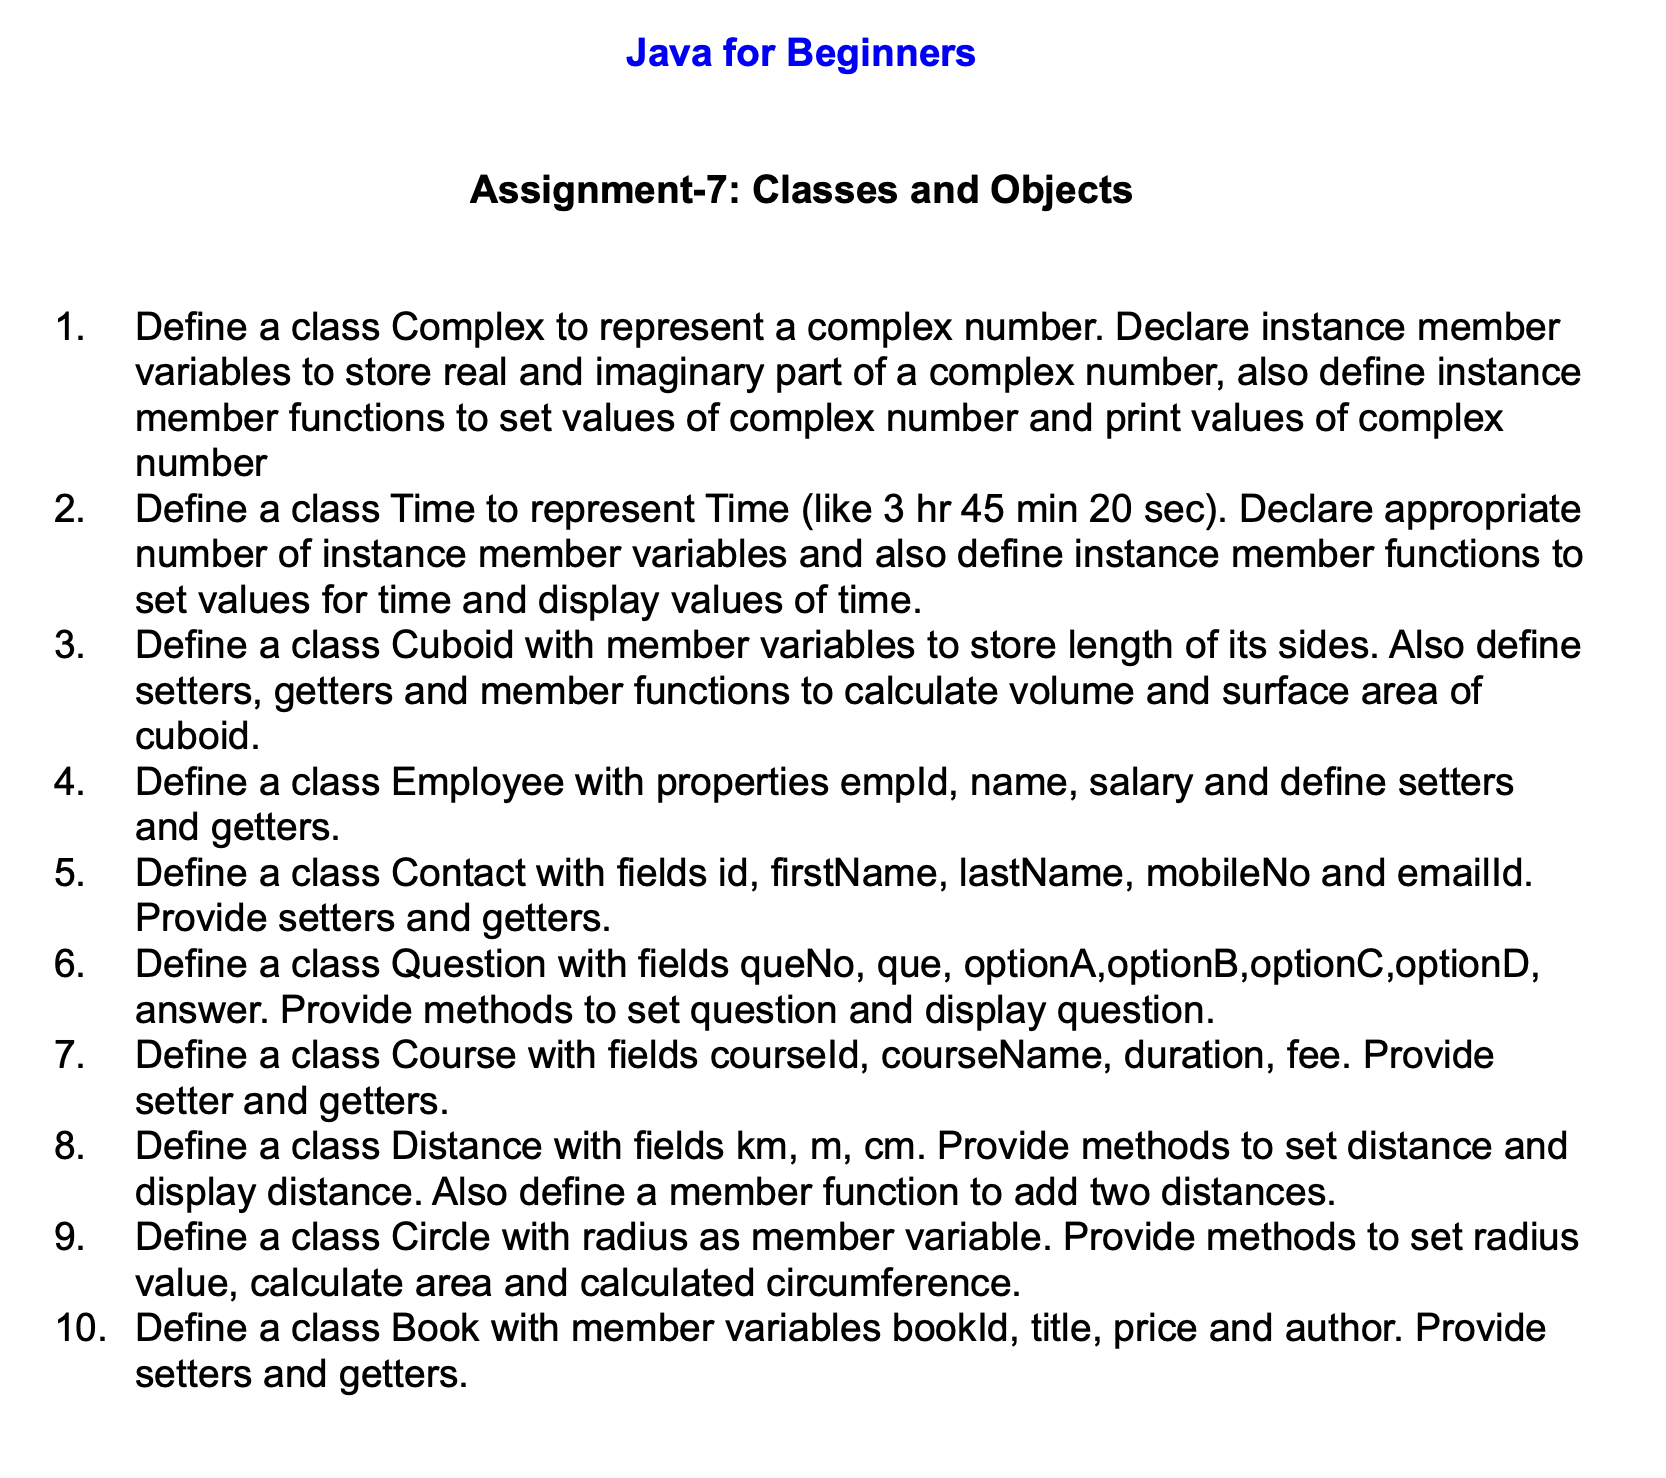 Java for Beginners
Assignment-7: Classes and Objects
1. Define a class Complex to represent a complex number. Declare instance member
variables to store real and imaginary part of a complex number, also define instance
member functions to set values of complex number and print values of complex
number
2. Define a class Time to represent Time (like 3 hr 45 min 20 sec). Declare appropriate
number of instance member variables and also define instance member functions to
set values for time and display values of time.
3. Define a class Cuboid with member variables to store length of its sides. Also define
setters, getters and member functions to calculate volume and surface area of
cuboid.
4. Define a class Employee with properties empId, name, salary and define setters
and getters.
5. Define a class Contact with fields id, firstName, lastName, mobileNo and emailId.
Provide setters and getters.
6. Define a class Question with fields queNo, que, optionA,optionB,optionC,optionD,
answer. Provide methods to set question and display question.
7. Define a class Course with fields courseId, courseName, duration, fee. Provide
setter and getters.
8. Define a class Distance with fields km, m, cm. Provide methods to set distance and
display distance. Also define a member function to add two distances.
9. Define a class Circle with radius as member variable. Provide methods to set radius
value, calculate area and calculated circumference.
10. Define a class Book with member variables bookId, title, price and author. Provide
setters and getters.